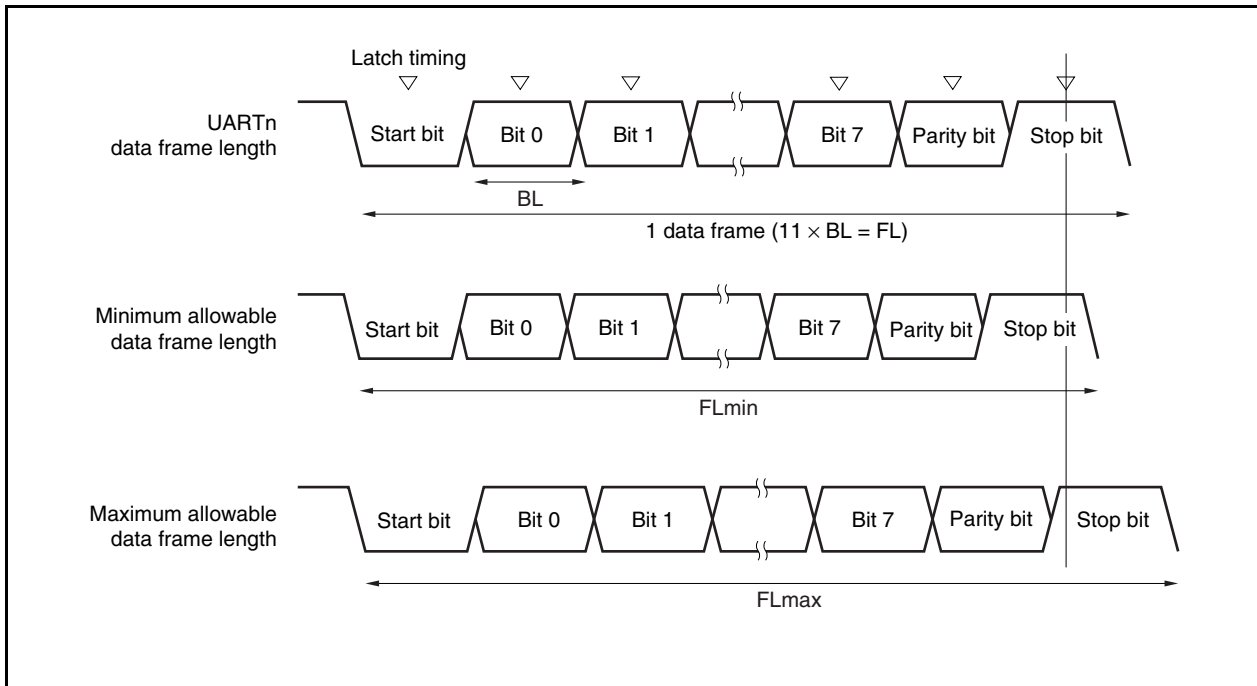 Latch timing
UARTn
data frame length
Start bit
Bit 0
Bit 1
Bit 7
Parity bit
Stop bit
BL
1 data frame (11 × BL = FL)
Minimum allowable
data frame length
Start bit
Bit 0
Bit 1
Bit 7
Parity bit
Stop bit
FLmin
Maximum allowable
data frame length
Start bit
Bit 0
Bit 1
Bit 7
Parity bit
Stop bit
FLmax